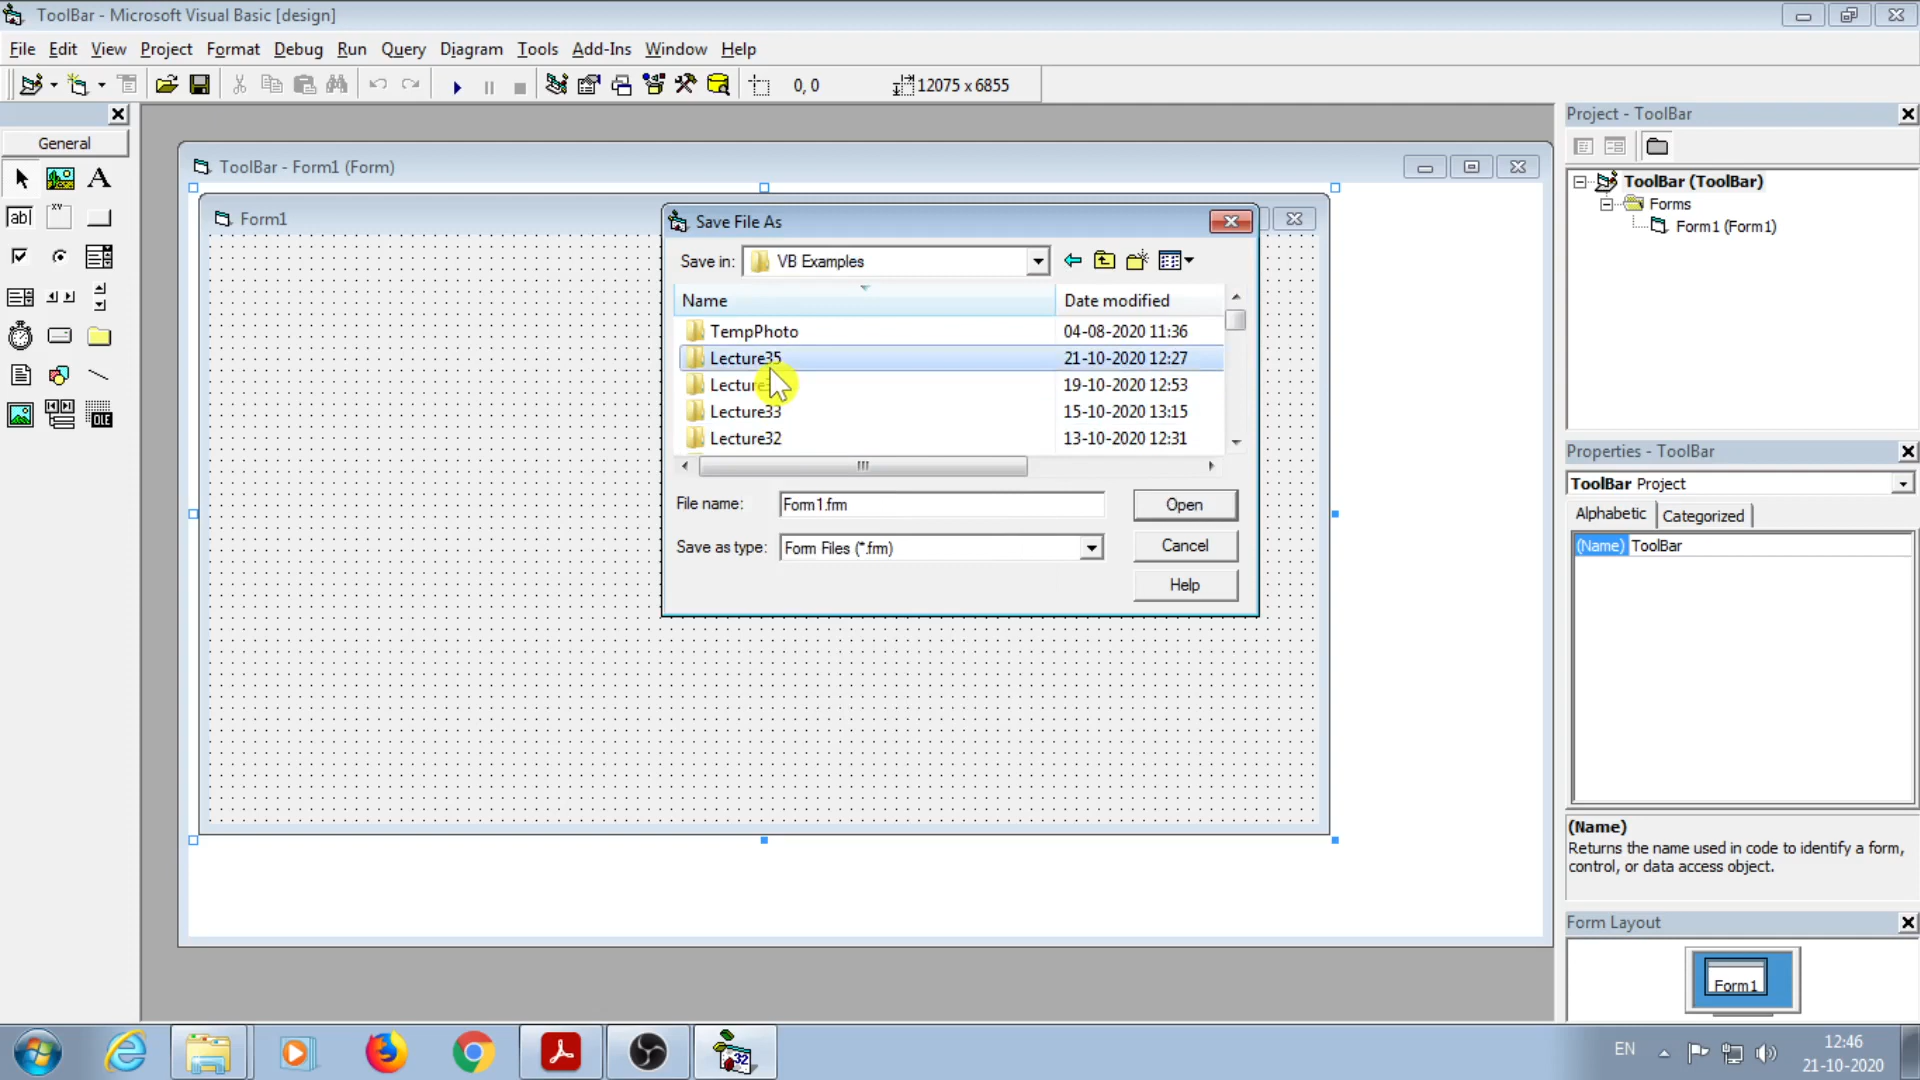 ToolBar - Microsoft Visual Basic [design]
File Edit View Project Format Debug Run Query Diagram Tools Add-Ins Window Help
0, 0 12075 x 6855
General
A
XY
ab|
OLE
ToolBar - Form1 (Form)
Form1
Save File As
Save in: VB Examples
Name Date modified
TempPhoto 04-08-2020 11:36
Lecture35 21-10-2020 12:27
19-10-2020 12:53
Lecture33 15-10-2020 13:15
Lecture32 13-10-2020 12:31
File name: Form1.frm Open
Save as type: Form Files (*.frm) Cancel
Help
Project - ToolBar
ToolBar (ToolBar)
Forms
Form1 (Form1)
Properties - ToolBar
ToolBar Project
Alphabetic Categorized
(Name) ToolBar
(Name)
Returns the name used in code to identify a form,
control, or data access object.
Form Layout
Form1
32
EN
12:46
21-10-2020